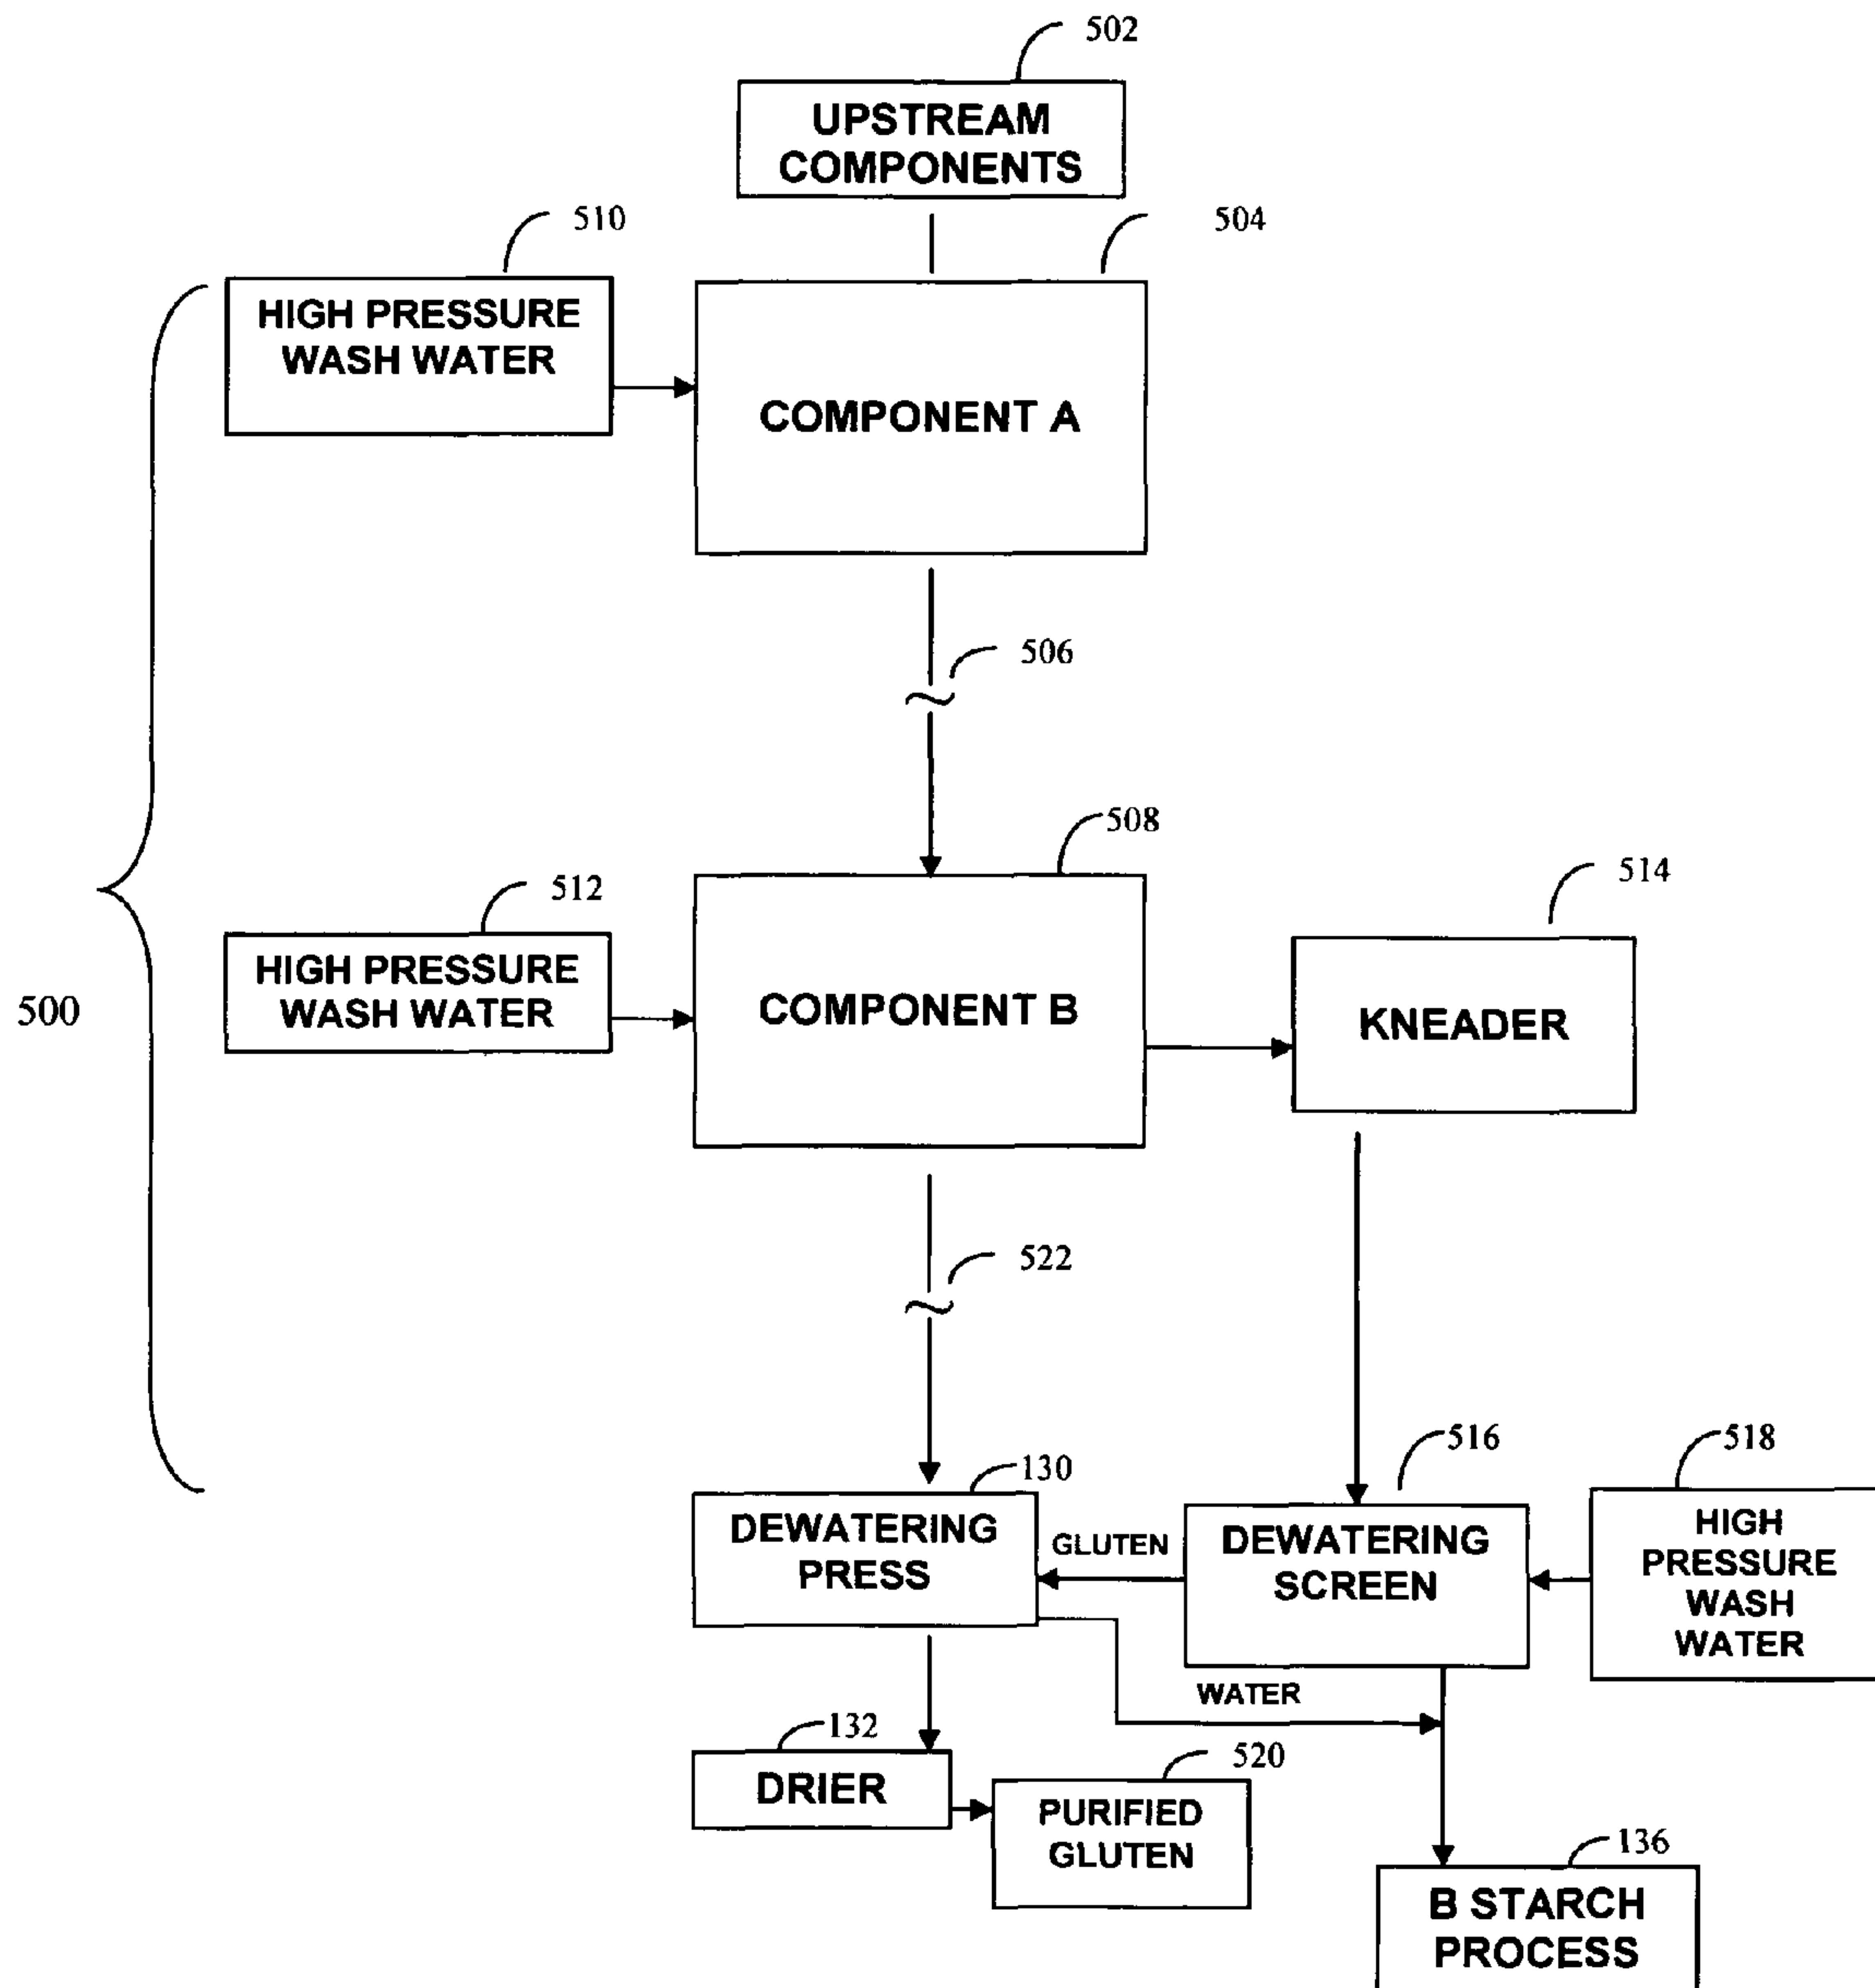 502
UPSTREAM
COMPONENTS
510
504
HIGH PRESSURE
WASH WATER
COMPONENT A
506
508
512
514
HIGH PRESSURE
WASH WATER
COMPONENT B
KNEADER
500
522
130
516
518
DEWATERING
PRESS
GLUTEN
DEWATERING
SCREEN
HIGH
PRESSURE
WASH
WATER
WATER
132
DRIER
520
PURIFIED
GLUTEN
136
B STARCH
PROCESS